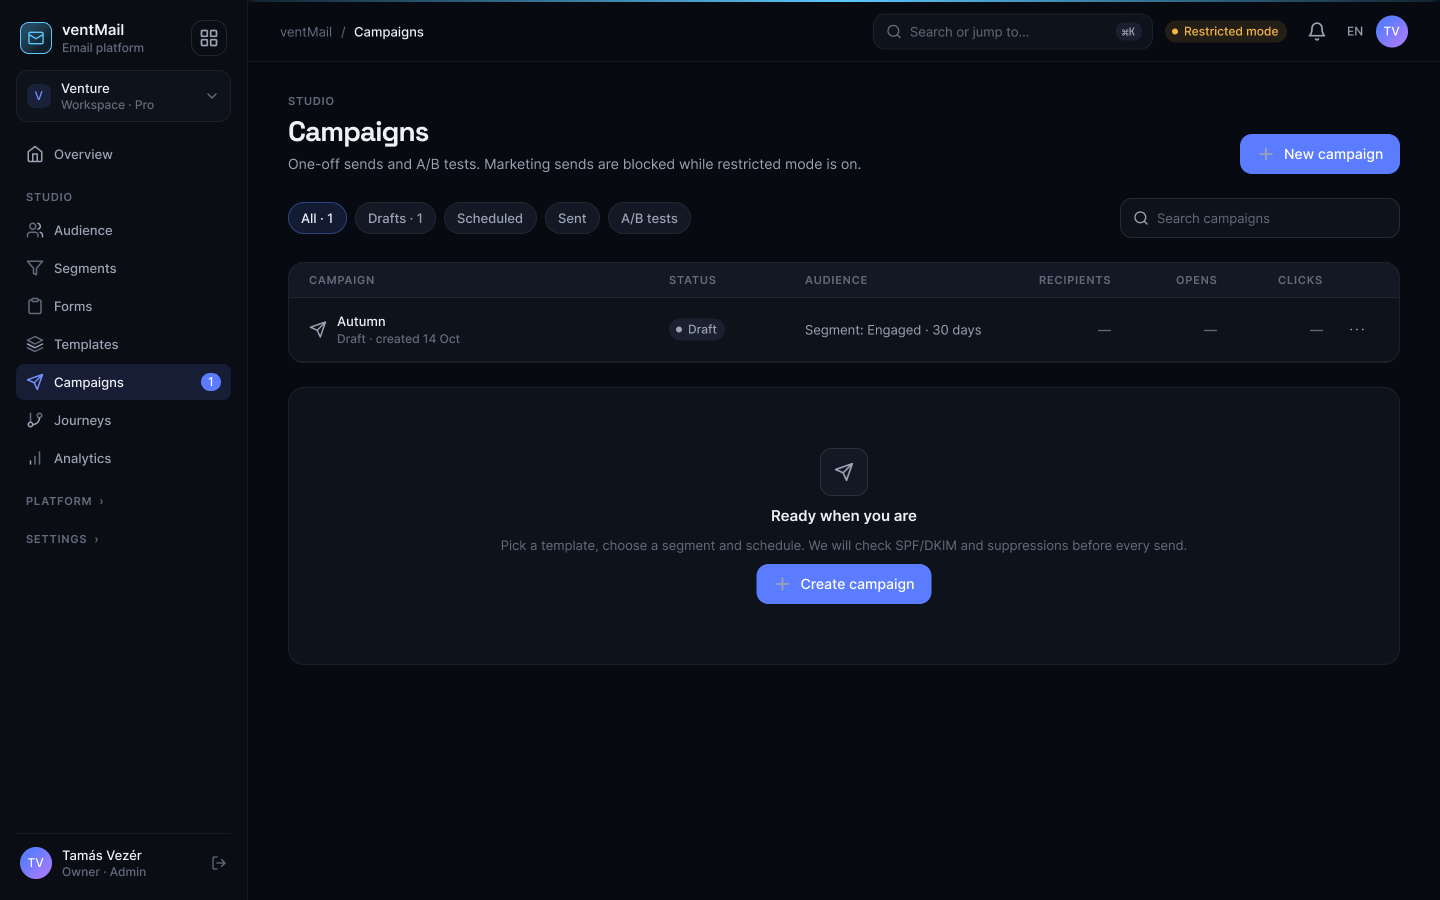 ventMail
Email platform
V
Venture
Workspace · Pro
Overview
STUDIO
Audience
Segments
Forms
Templates
Campaigns 1
Journeys
Analytics
PLATFORM ›
SETTINGS ›
TV
Tamás Vezér
Owner · Admin
ventMail / Campaigns
Search or jump to... ⌘K
Restricted mode
EN
TV
STUDIO
Campaigns
One-off sends and A/B tests. Marketing sends are blocked while restricted mode is on.
New campaign
All · 1 Drafts · 1 Scheduled Sent A/B tests
Search campaigns
CAMPAIGN STATUS AUDIENCE RECIPIENTS OPENS CLICKS
Autumn
Draft · created 14 Oct
Draft
Segment: Engaged · 30 days
— — — ···
Ready when you are
Pick a template, choose a segment and schedule. We will check SPF/DKIM and suppressions before every send.
Create campaign